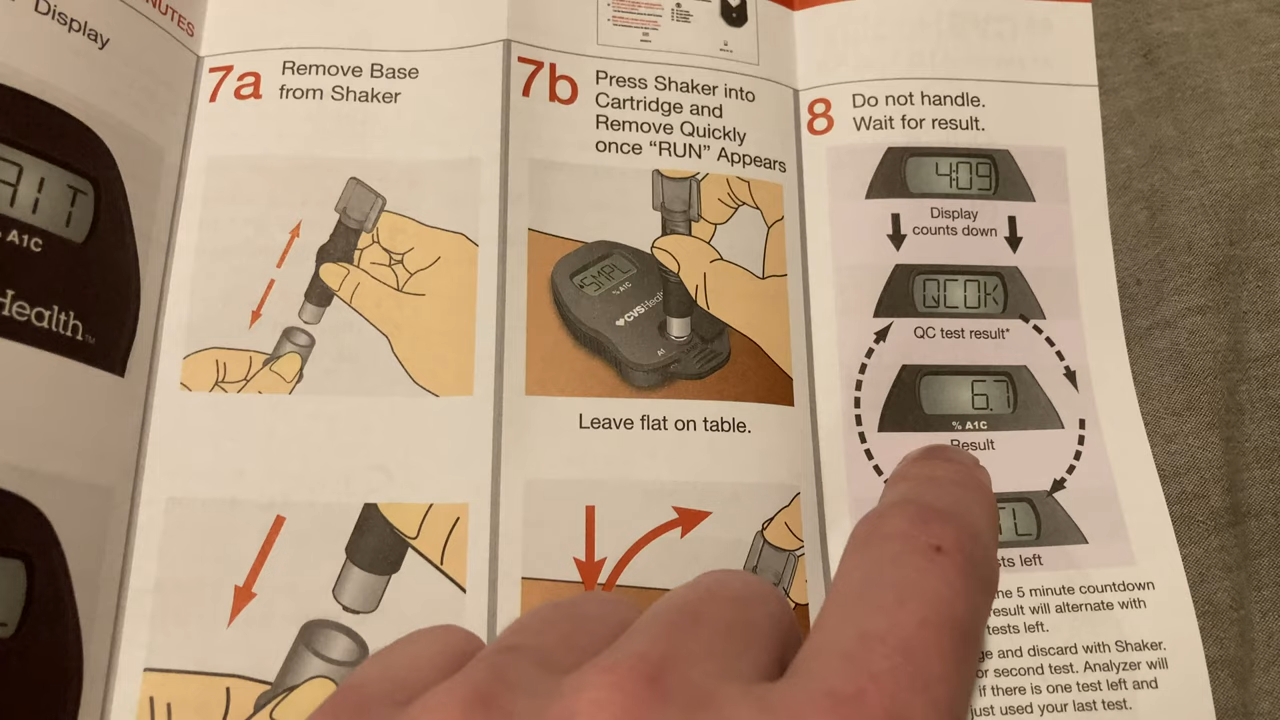 Display
NUTES
AIT
A1C
Health™
7a
Remove Base
from Shaker
7b
Press Shaker into
Cartridge and
Remove Quickly
once “RUN” Appears
SMPL
% A1C
CVSHeal
A1
Leave flat on table.
8
Do not handle.
Wait for result.
4:09
Display
counts down
QCOK
QC test result*
6.7
% A1C
Result
TL
sts left
he 5 minute countdown
result will alternate with
tests left.
ge and discard with Shaker.
or second test. Analyzer will
if there is one test left and
just used your last test.